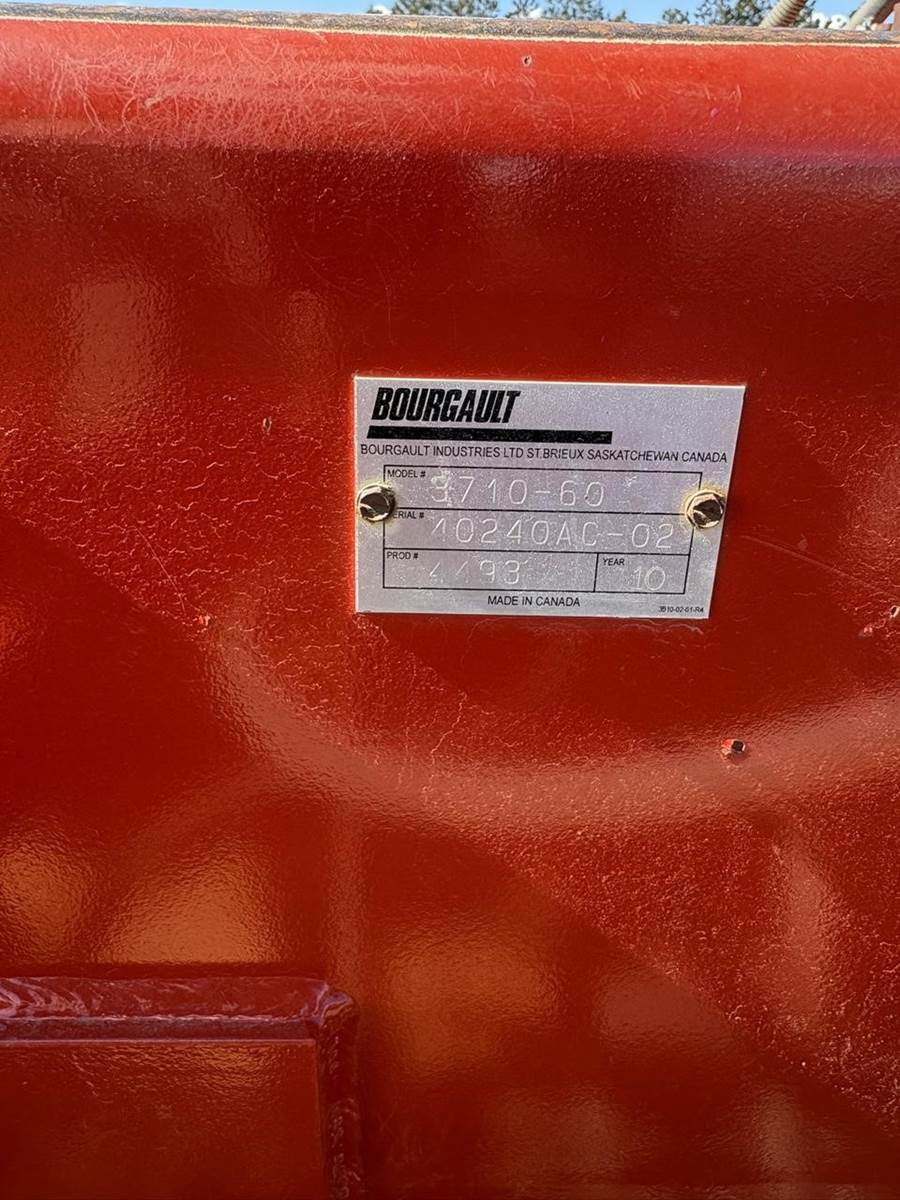 BOURGAULT
BOURGAULT INDUSTRIES LTD ST.BRIEUX SASKATCHEWAN CANADA
MODEL # 3710-60
SERIAL # 40240AC-02
PROD # 4493 YEAR 10
MADE IN CANADA
3510-02-01-R4